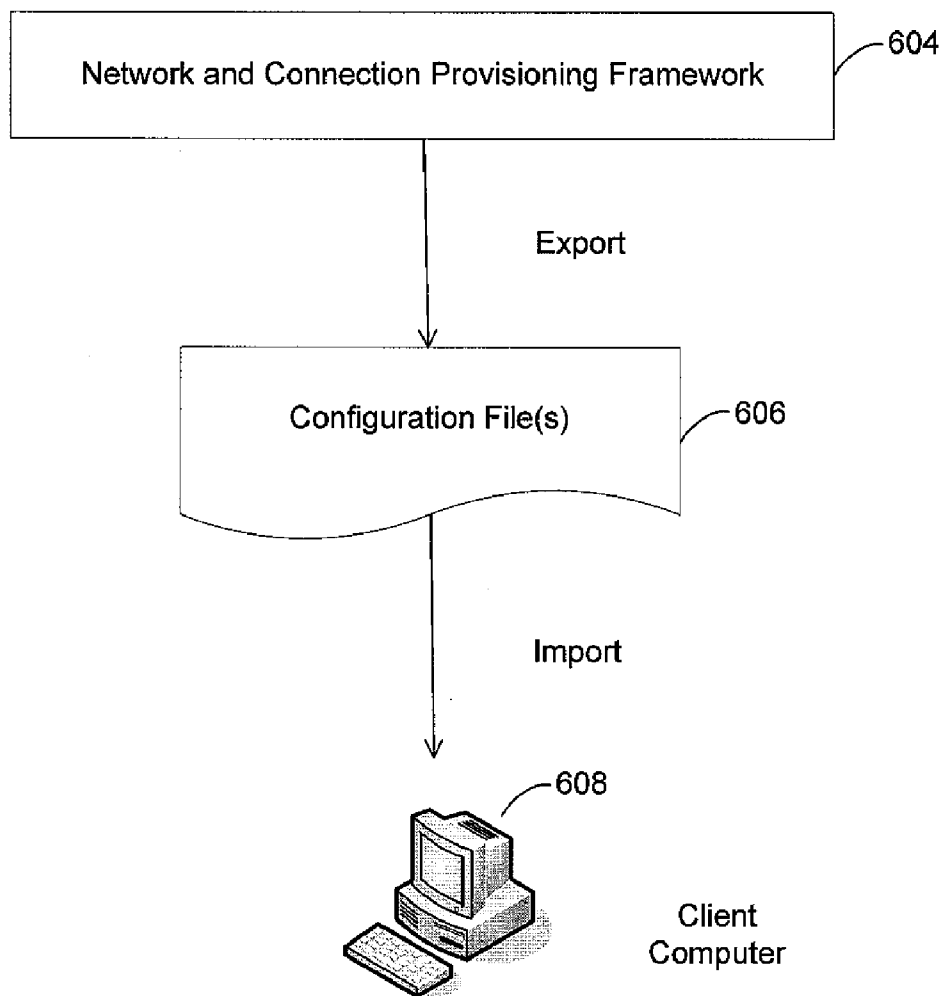 604
Network and Connection Provisioning Framework
Export
Configuration File(s)
606
Import
608
Client
Computer